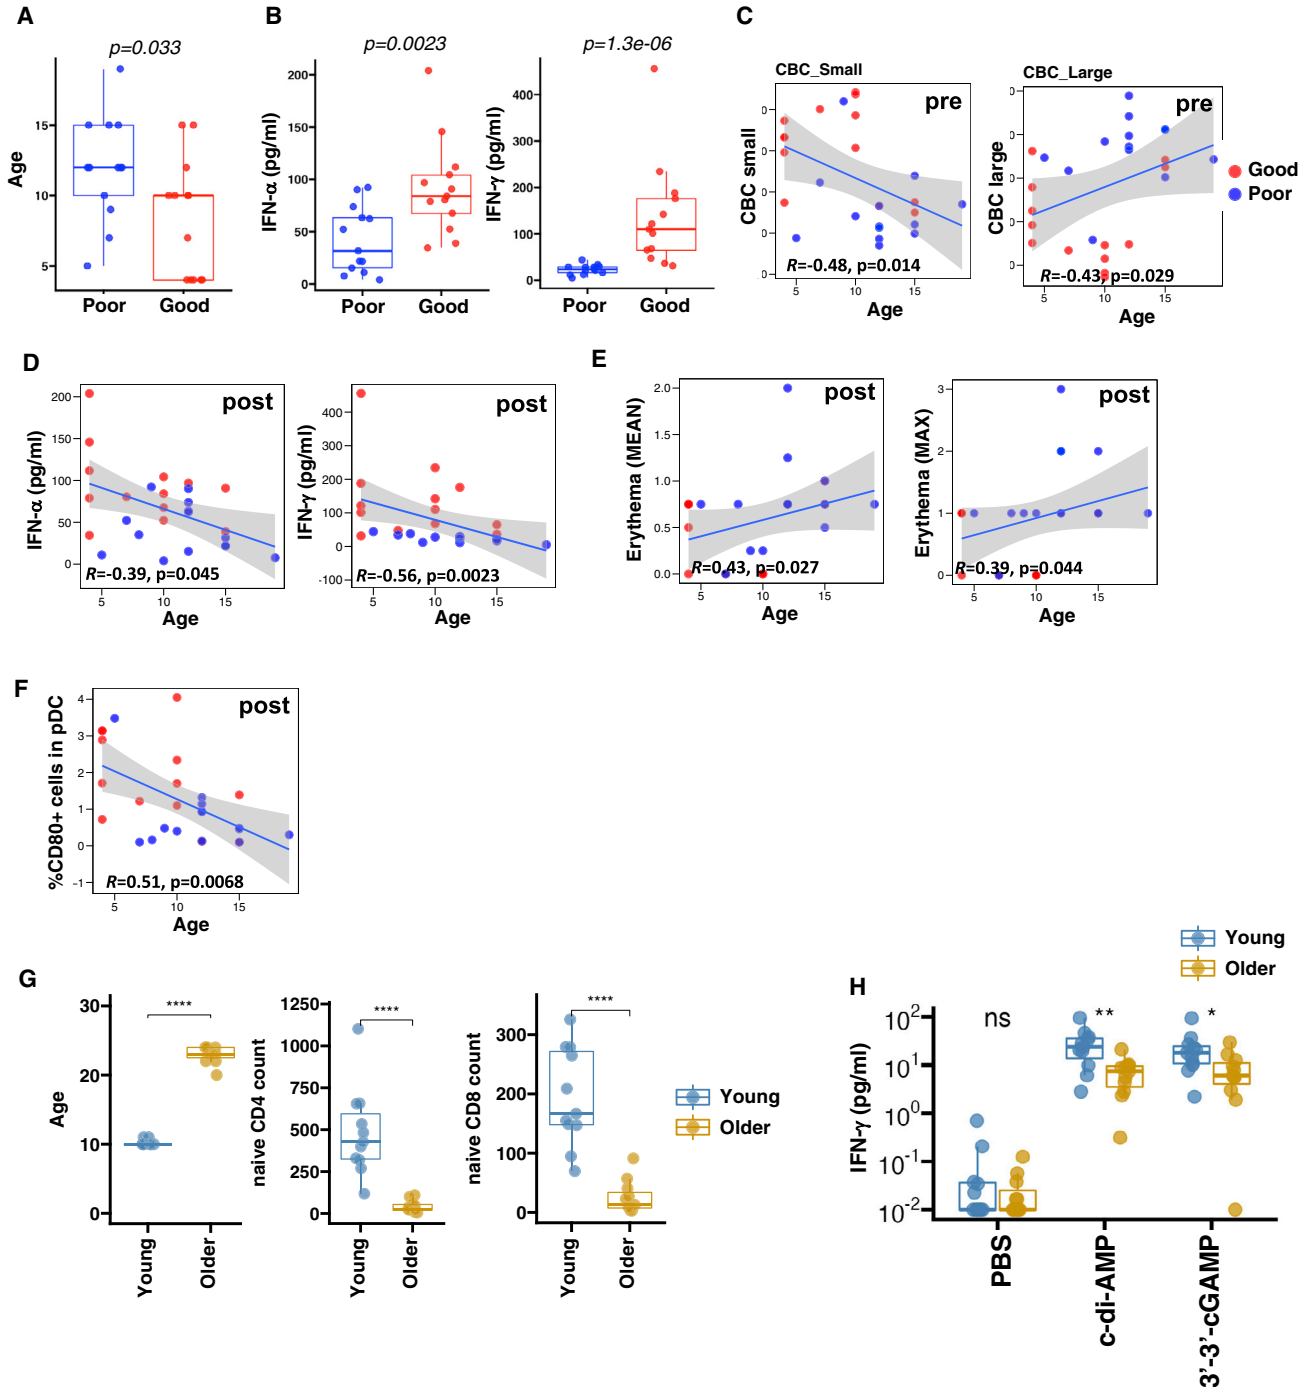 A
p=0.033
Age
15
10
5
Poor
Good
B
p=0.0023
IFN-α (pg/ml)
200
150
100
50
0
Poor
Good
p=1.3e-06
IFN-γ (pg/ml)
400
300
200
100
0
Poor
Good
C
CBC_Small
pre
CBC small
0
0
0
0
0
R=-0.48, p=0.014
5
10
15
Age
CBC_Large
pre
CBC large
0
0
0
0
0
R=-0.43, p=0.029
5
10
15
Age
Good
Poor
D
post
IFN-α (pg/ml)
200
150
100
50
0
R=-0.39, p=0.045
5
10
15
Age
post
IFN-γ (pg/ml)
400
300
200
100
0
-100
R=-0.56, p=0.0023
5
10
15
Age
E
post
Erythema (MEAN)
2.0
1.5
1.0
0.5
0.0
R=0.43, p=0.027
5
10
15
Age
post
Erythema (MAX)
3
2
1
0
R=0.39, p=0.044
5
10
15
Age
F
post
%CD80+ cells in pDC
4
3
2
1
0
-1
R=0.51, p=0.0068
5
10
15
Age
G
****
Age
30
20
10
0
Young
Older
****
naive CD4 count
1250
1000
750
500
250
0
Young
Older
****
naive CD8 count
300
200
100
0
Young
Older
Young
Older
H
Young
Older
ns
**
*
IFN-γ (pg/ml)
10²
10¹
10⁰
10⁻¹
10⁻²
PBS
c-di-AMP
3'-3'-cGAMP